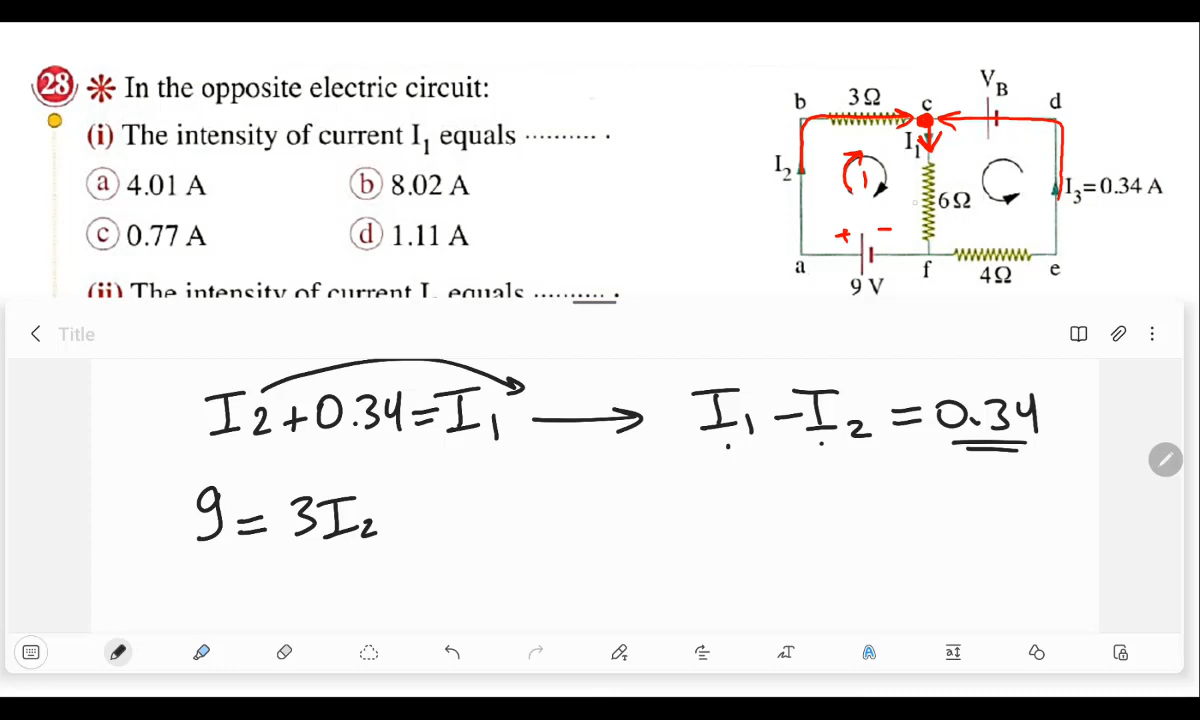 28 * In the opposite electric circuit:
(i) The intensity of current I₁ equals ·········· .
a 4.01 A b 8.02 A
c 0.77 A d 1.11 A
(ii) The intensity of current I equals ·········· .
V_B
b 3Ω c d
I₂ I₁ I₃=0.34 A
1
6Ω
+ −
a f 4Ω e
9 V
Title
I₂+0.34=I₁ → I₁−I₂=0.34
9=3I₂